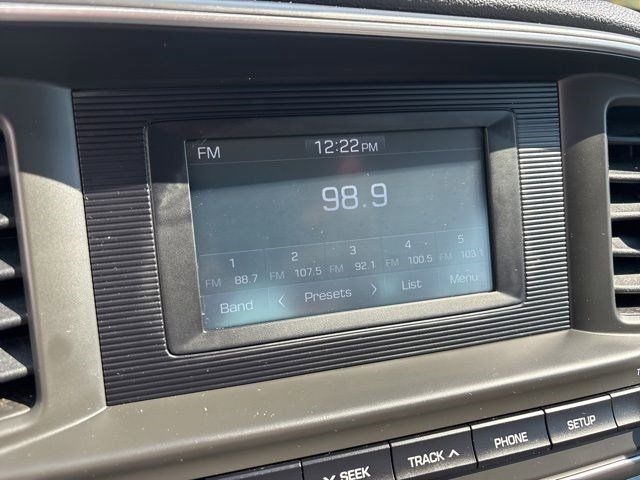 FM 12:22 PM
98.9
1 2 3 4 5
FM 88.7 FM 107.5 FM 92.1 FM 100.5 FM 103.1
Band < Presets > List Menu
SEEK TRACK PHONE SETUP